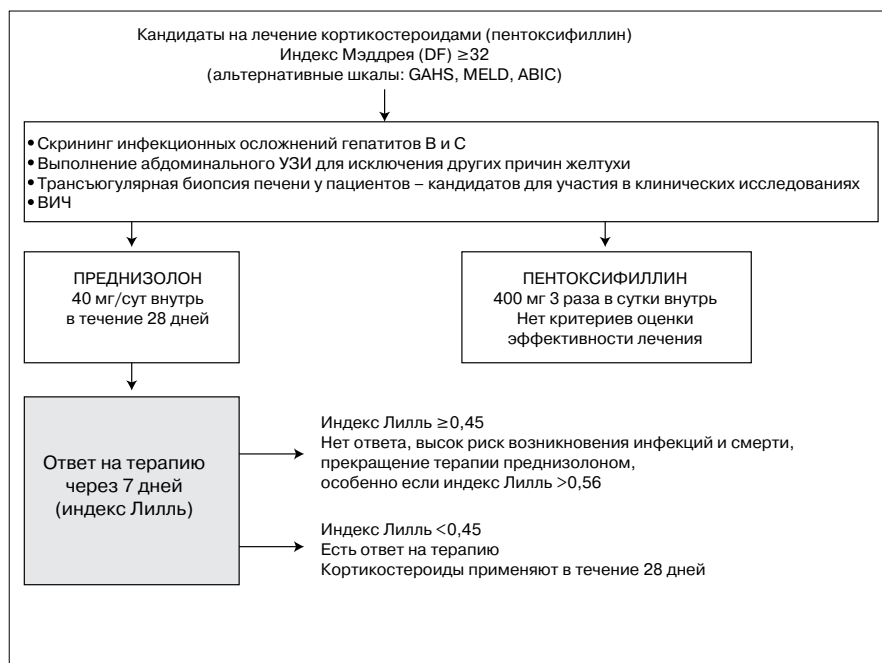 Кандидаты на лечение кортикостероидами (пентоксифиллин)
Индекс Мэддрея (DF) ≥32
(альтернативные шкалы: GAHS, MELD, ABIC)
• Скрининг инфекционных осложнений гепатитов В и С
• Выполнение абдоминального УЗИ для исключения других причин желтухи
• Трансъюгулярная биопсия печени у пациентов – кандидатов для участия в клинических исследованиях
• ВИЧ
ПРЕДНИЗОЛОН
40 мг/сут внутрь
в течение 28 дней
ПЕНТОКСИФИЛЛИН
400 мг 3 раза в сутки внутрь
Нет критериев оценки
эффективности лечения
Ответ на терапию
через 7 дней
(индекс Лилль)
Индекс Лилль ≥0,45
Нет ответа, высок риск возникновения инфекций и смерти,
прекращение терапии преднизолоном,
особенно если индекс Лилль >0,56
Индекс Лилль <0,45
Есть ответ на терапию
Кортикостероиды применяют в течение 28 дней